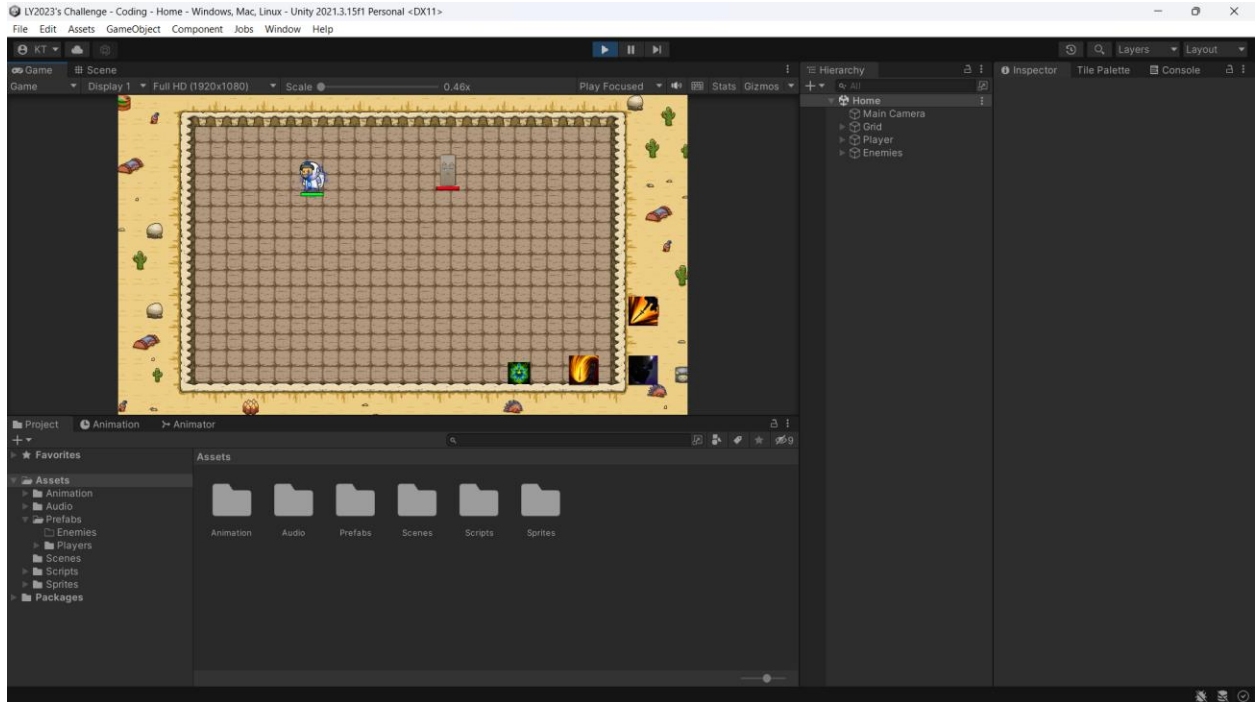 LY2023's Challenge - Coding - Home - Windows, Mac, Linux - Unity 2021.3.15f1 Personal <DX11>
File Edit Assets GameObject Component Jobs Window Help
KT Layers Layout
Game Scene
Game Display 1 Full HD (1920x1080) Scale 0.46x Play Focused Stats Gizmos
Hierarchy
All
Home
Main Camera
Grid
Player
Enemies
Inspector Tile Palette Console
Project Animation Animator
9
Favorites
Assets
Animation
Audio
Prefabs
Enemies
Players
Scenes
Scripts
Sprites
Packages
Assets
Animation Audio Prefabs Scenes Scripts Sprites